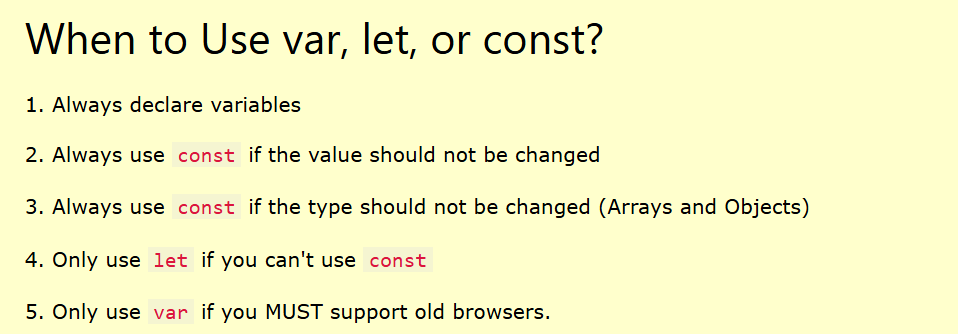 When to Use var, let, or const?
1. Always declare variables
2. Always use const if the value should not be changed
3. Always use const if the type should not be changed (Arrays and Objects)
4. Only use let if you can't use const
5. Only use var if you MUST support old browsers.